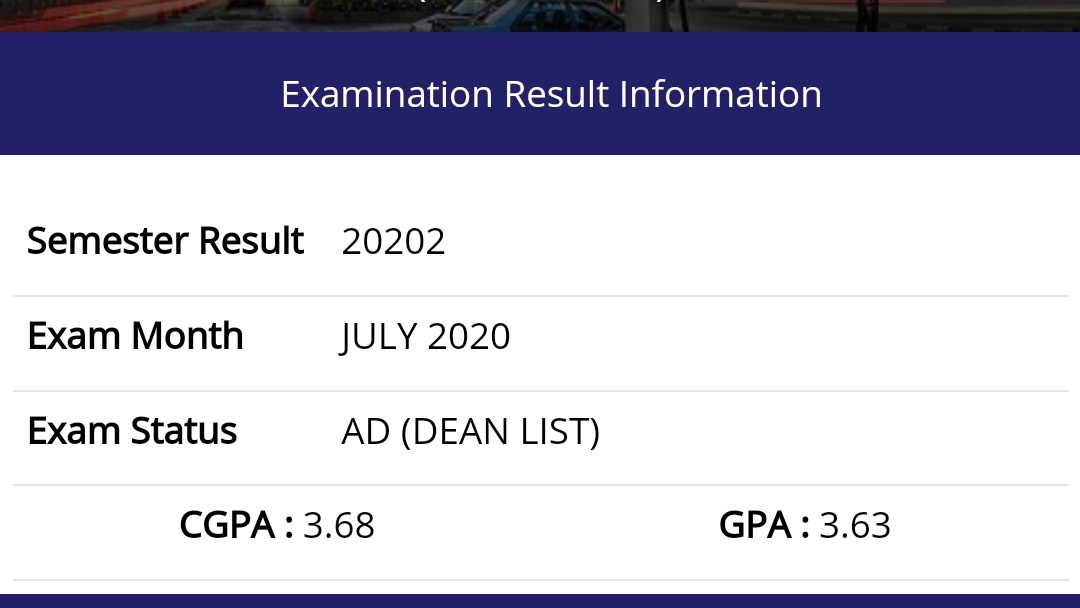 Examination Result Information
Semester Result 20202
Exam Month JULY 2020
Exam Status AD (DEAN LIST)
CGPA : 3.68 GPA : 3.63